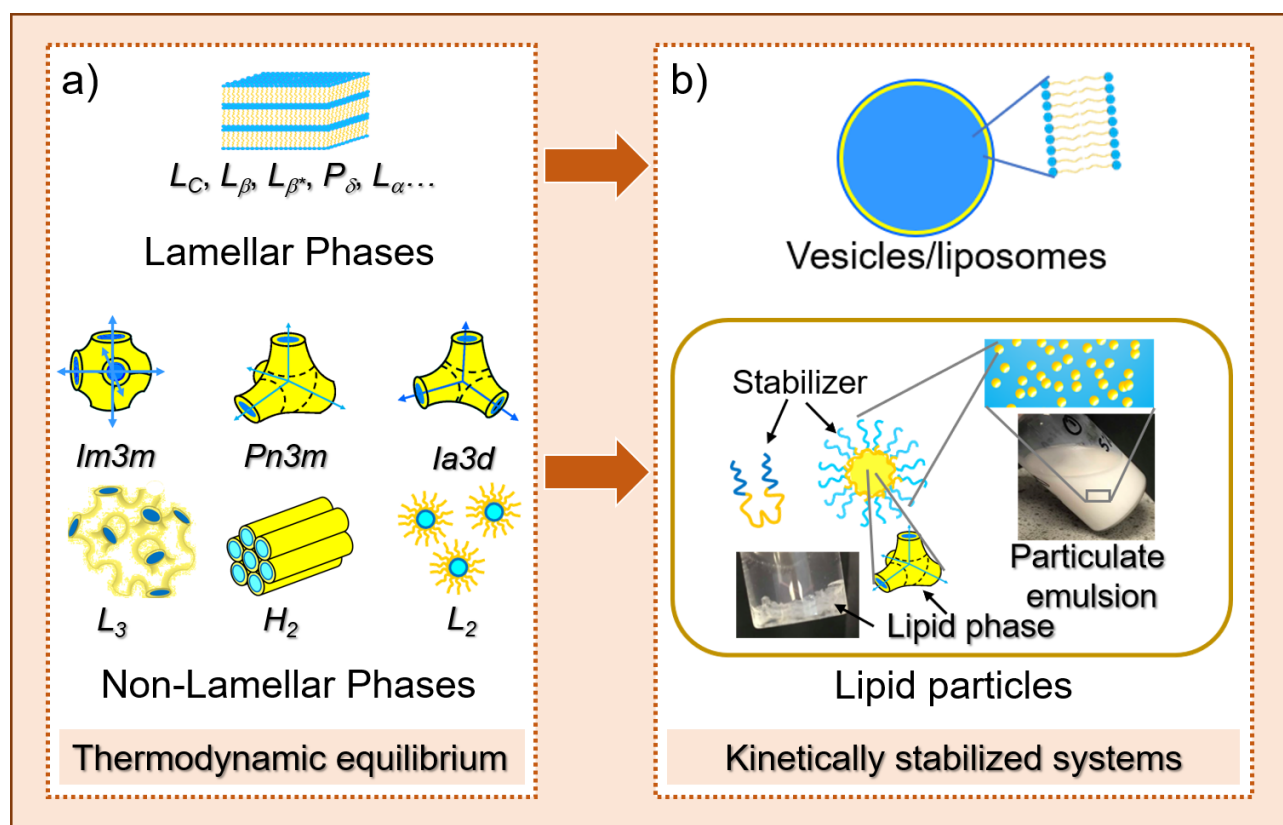 a)
L_C, L_β, L_β*, P_δ, L_α…
Lamellar Phases
Im3m
Pn3m
Ia3d
L_3
H_2
L_2
Non-Lamellar Phases
Thermodynamic equilibrium
b)
Vesicles/liposomes
Stabilizer
Particulate
emulsion
Lipid phase
Lipid particles
Kinetically stabilized systems